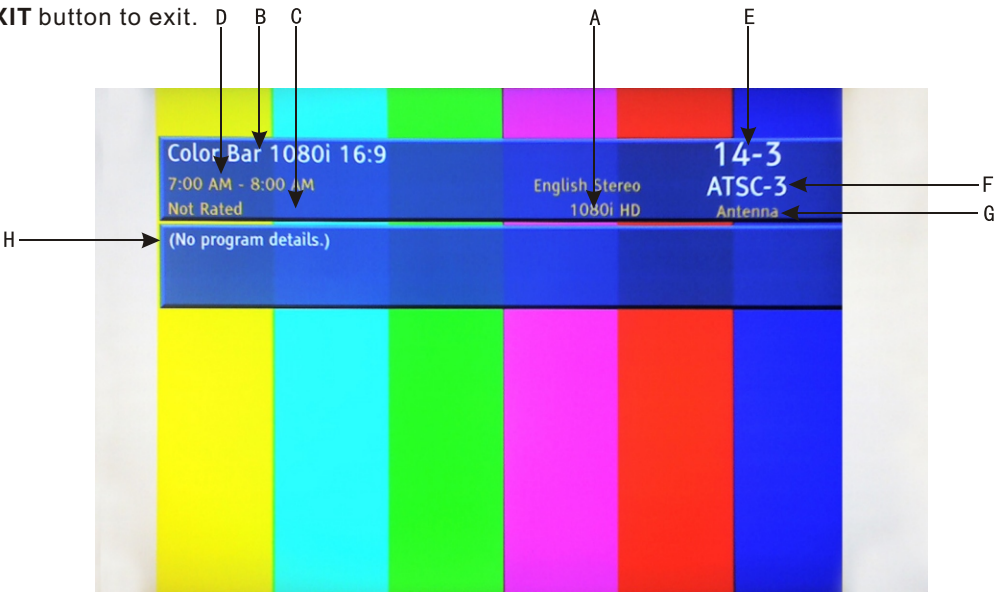 XIT button to exit. D B C A E
Color Bar 1080i 16:9 14-3
7:00 AM - 8:00 AM English Stereo ATSC-3 F
Not Rated 1080i HD Antenna G
H (No program details.)